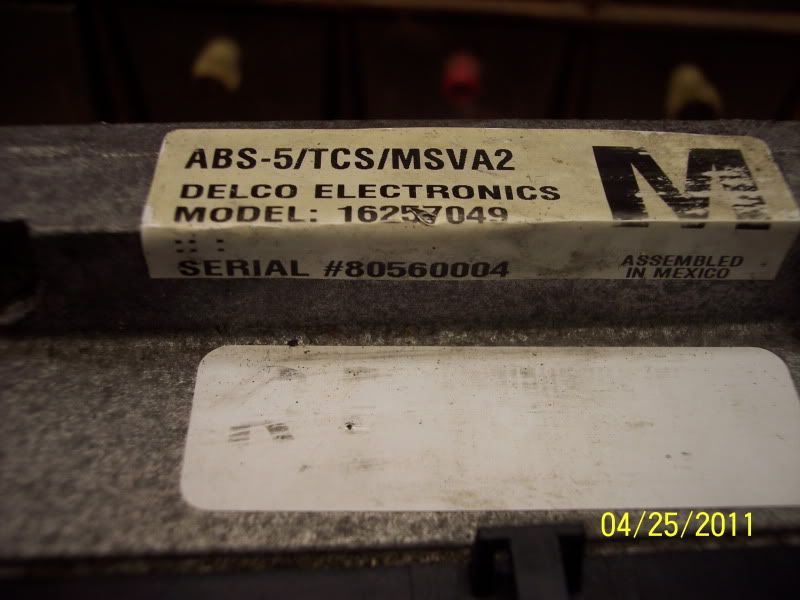 ABS-5/TCS/MSVA2
DELCO ELECTRONICS
MODEL: 16257049
SERIAL #80560004
M
ASSEMBLED
IN MEXICO
04/25/2011